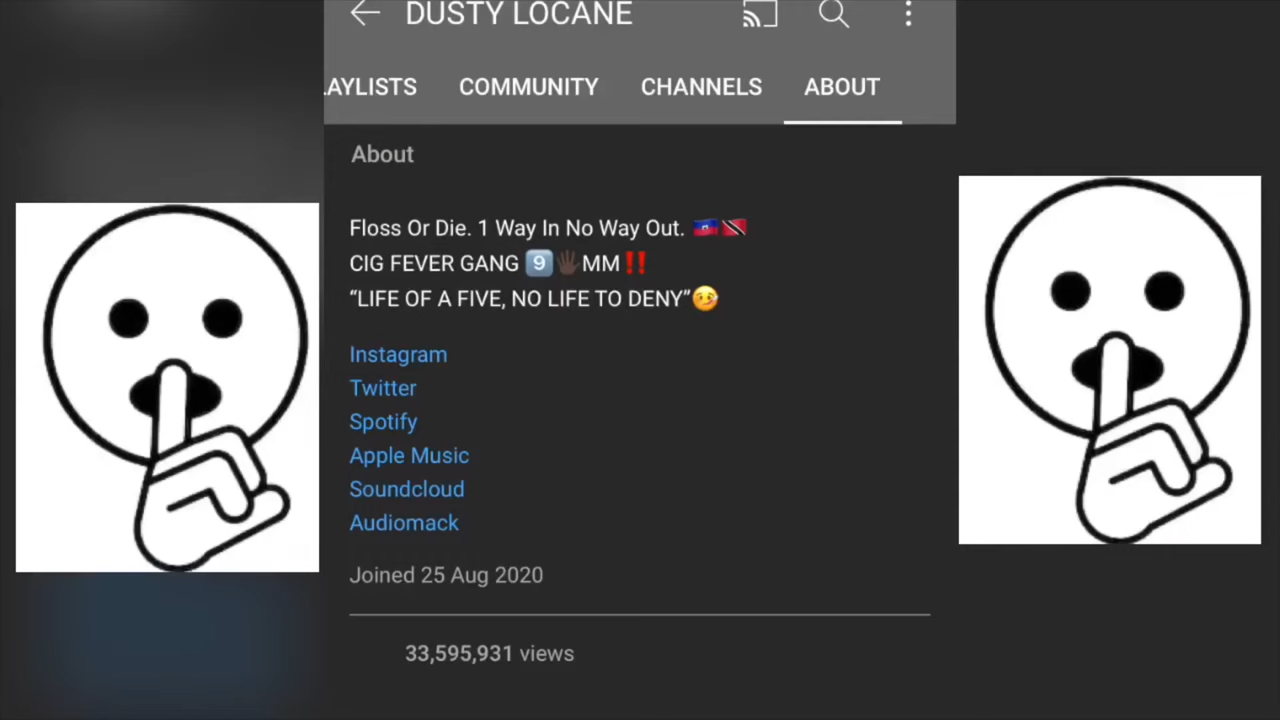 DUSTY LOCANE
AYLISTS COMMUNITY CHANNELS ABOUT
About
Floss Or Die. 1 Way In No Way Out. 🇭🇹🇹🇹
CIG FEVER GANG 9️⃣🖐🏿MM‼️
“LIFE OF A FIVE, NO LIFE TO DENY”🤒
Instagram
Twitter
Spotify
Apple Music
Soundcloud
Audiomack
Joined 25 Aug 2020
33,595,931 views